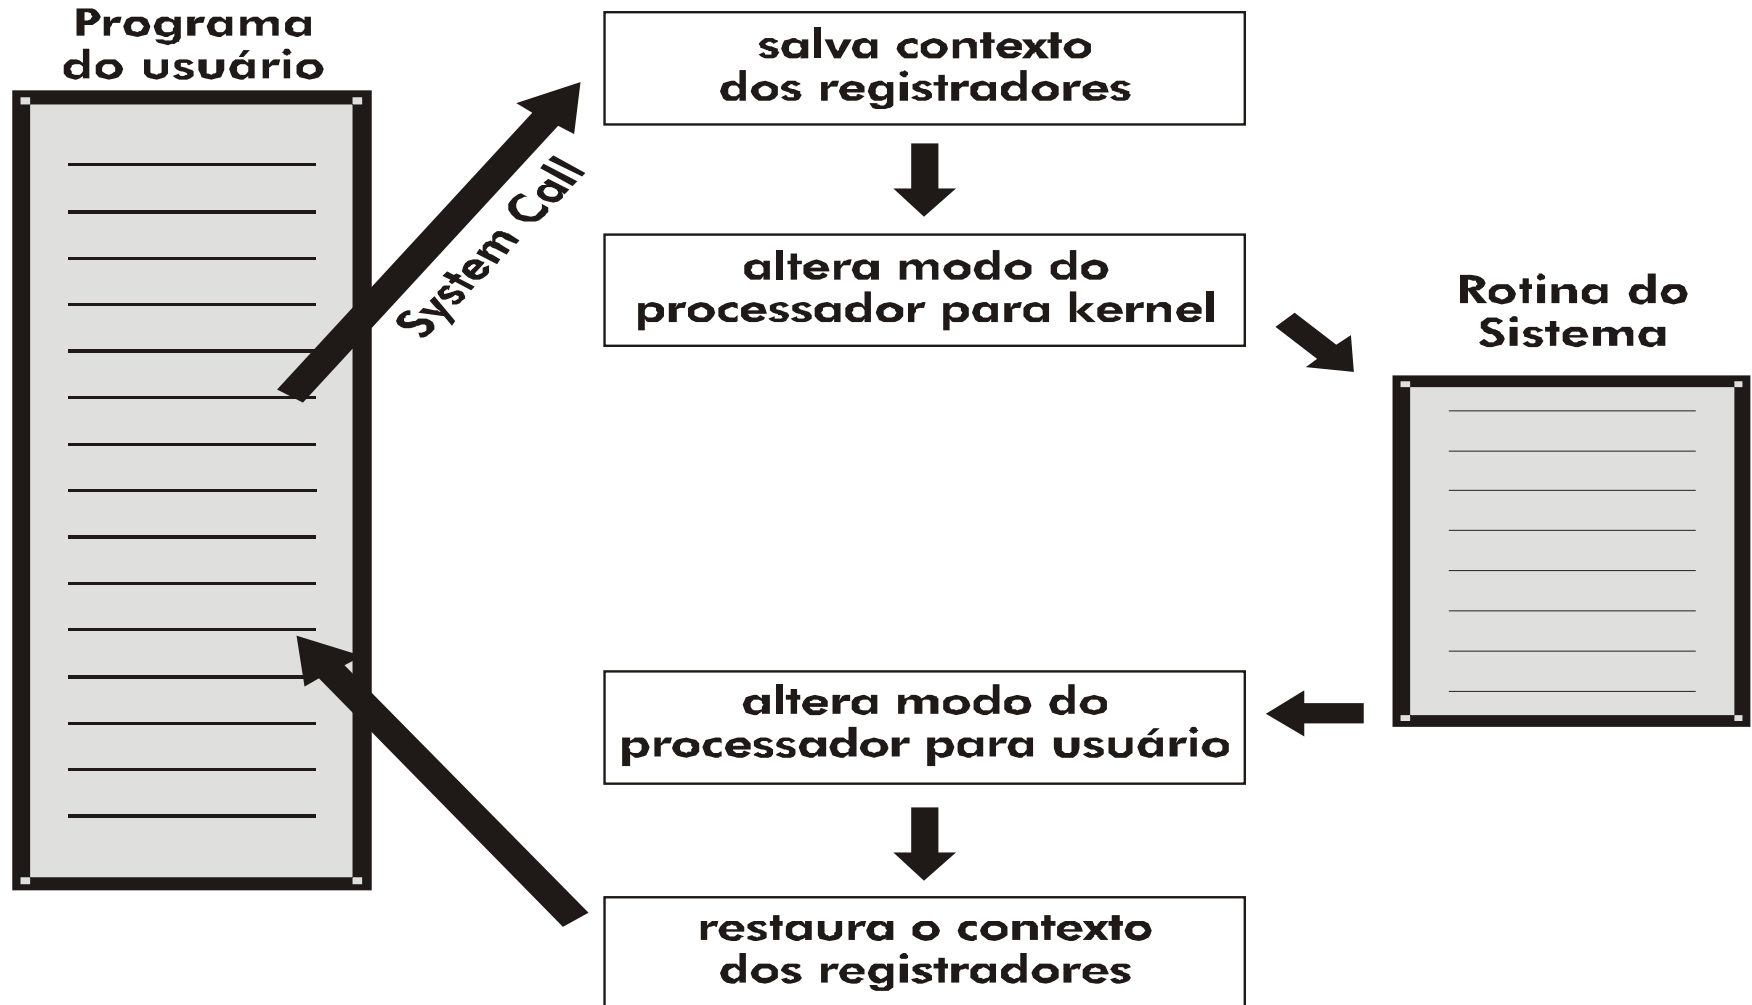 Programa
do usuário
salva contexto
dos registradores
System Call
altera modo do
processador para kernel
Rotina do
Sistema
altera modo do
processador para usuário
restaura o contexto
dos registradores